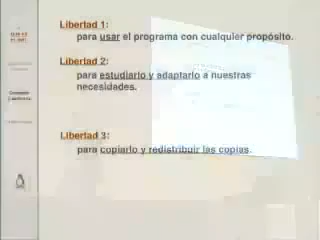 Libertad 1:
para usar el programa con cualquier propósito.
Libertad 2:
para estudiarlo y adaptarlo a nuestras
necesidades.
Libertad 3:
para copiarlo y redistribuir las copias.